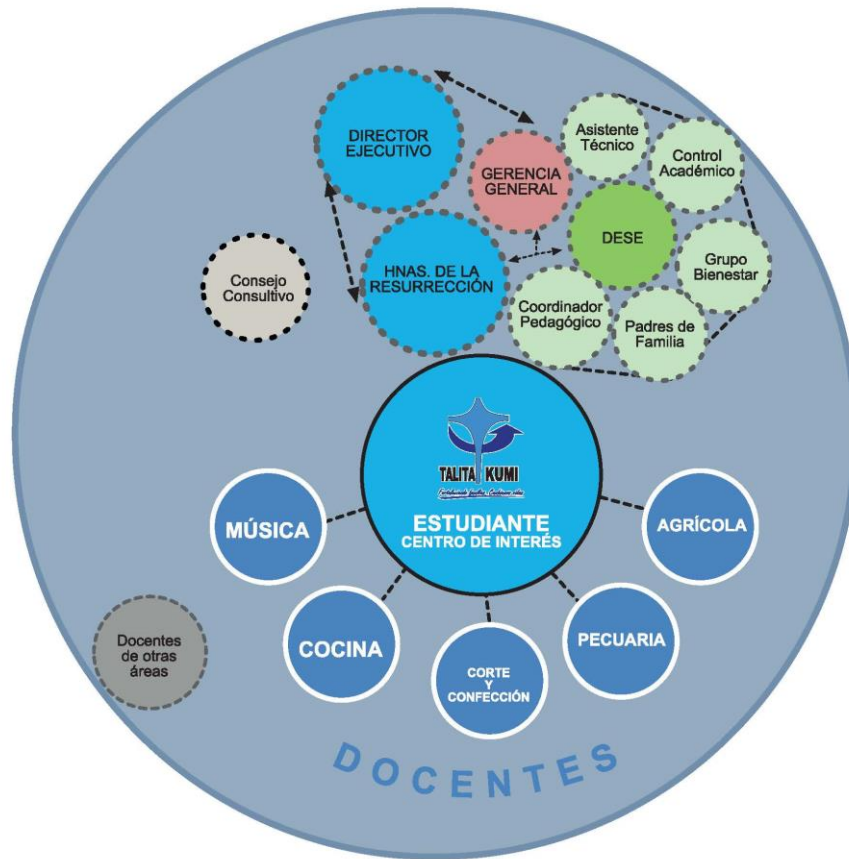 DIRECTOR
EJECUTIVO
GERENCIA
GENERAL
Asistente
Técnico
Control
Académico
DESE
Grupo
Bienestar
HNAS. DE LA
RESURRECCIÓN
Consejo
Consultivo
Coordinador
Pedagógico
Padres de
Familia
TALITA KUMI
ESTUDIANTE
CENTRO DE INTERÉS
MÚSICA
AGRÍCOLA
COCINA
PECUARIA
CORTE
Y
CONFECCIÓN
Docentes
de otras
áreas
DOCENTES